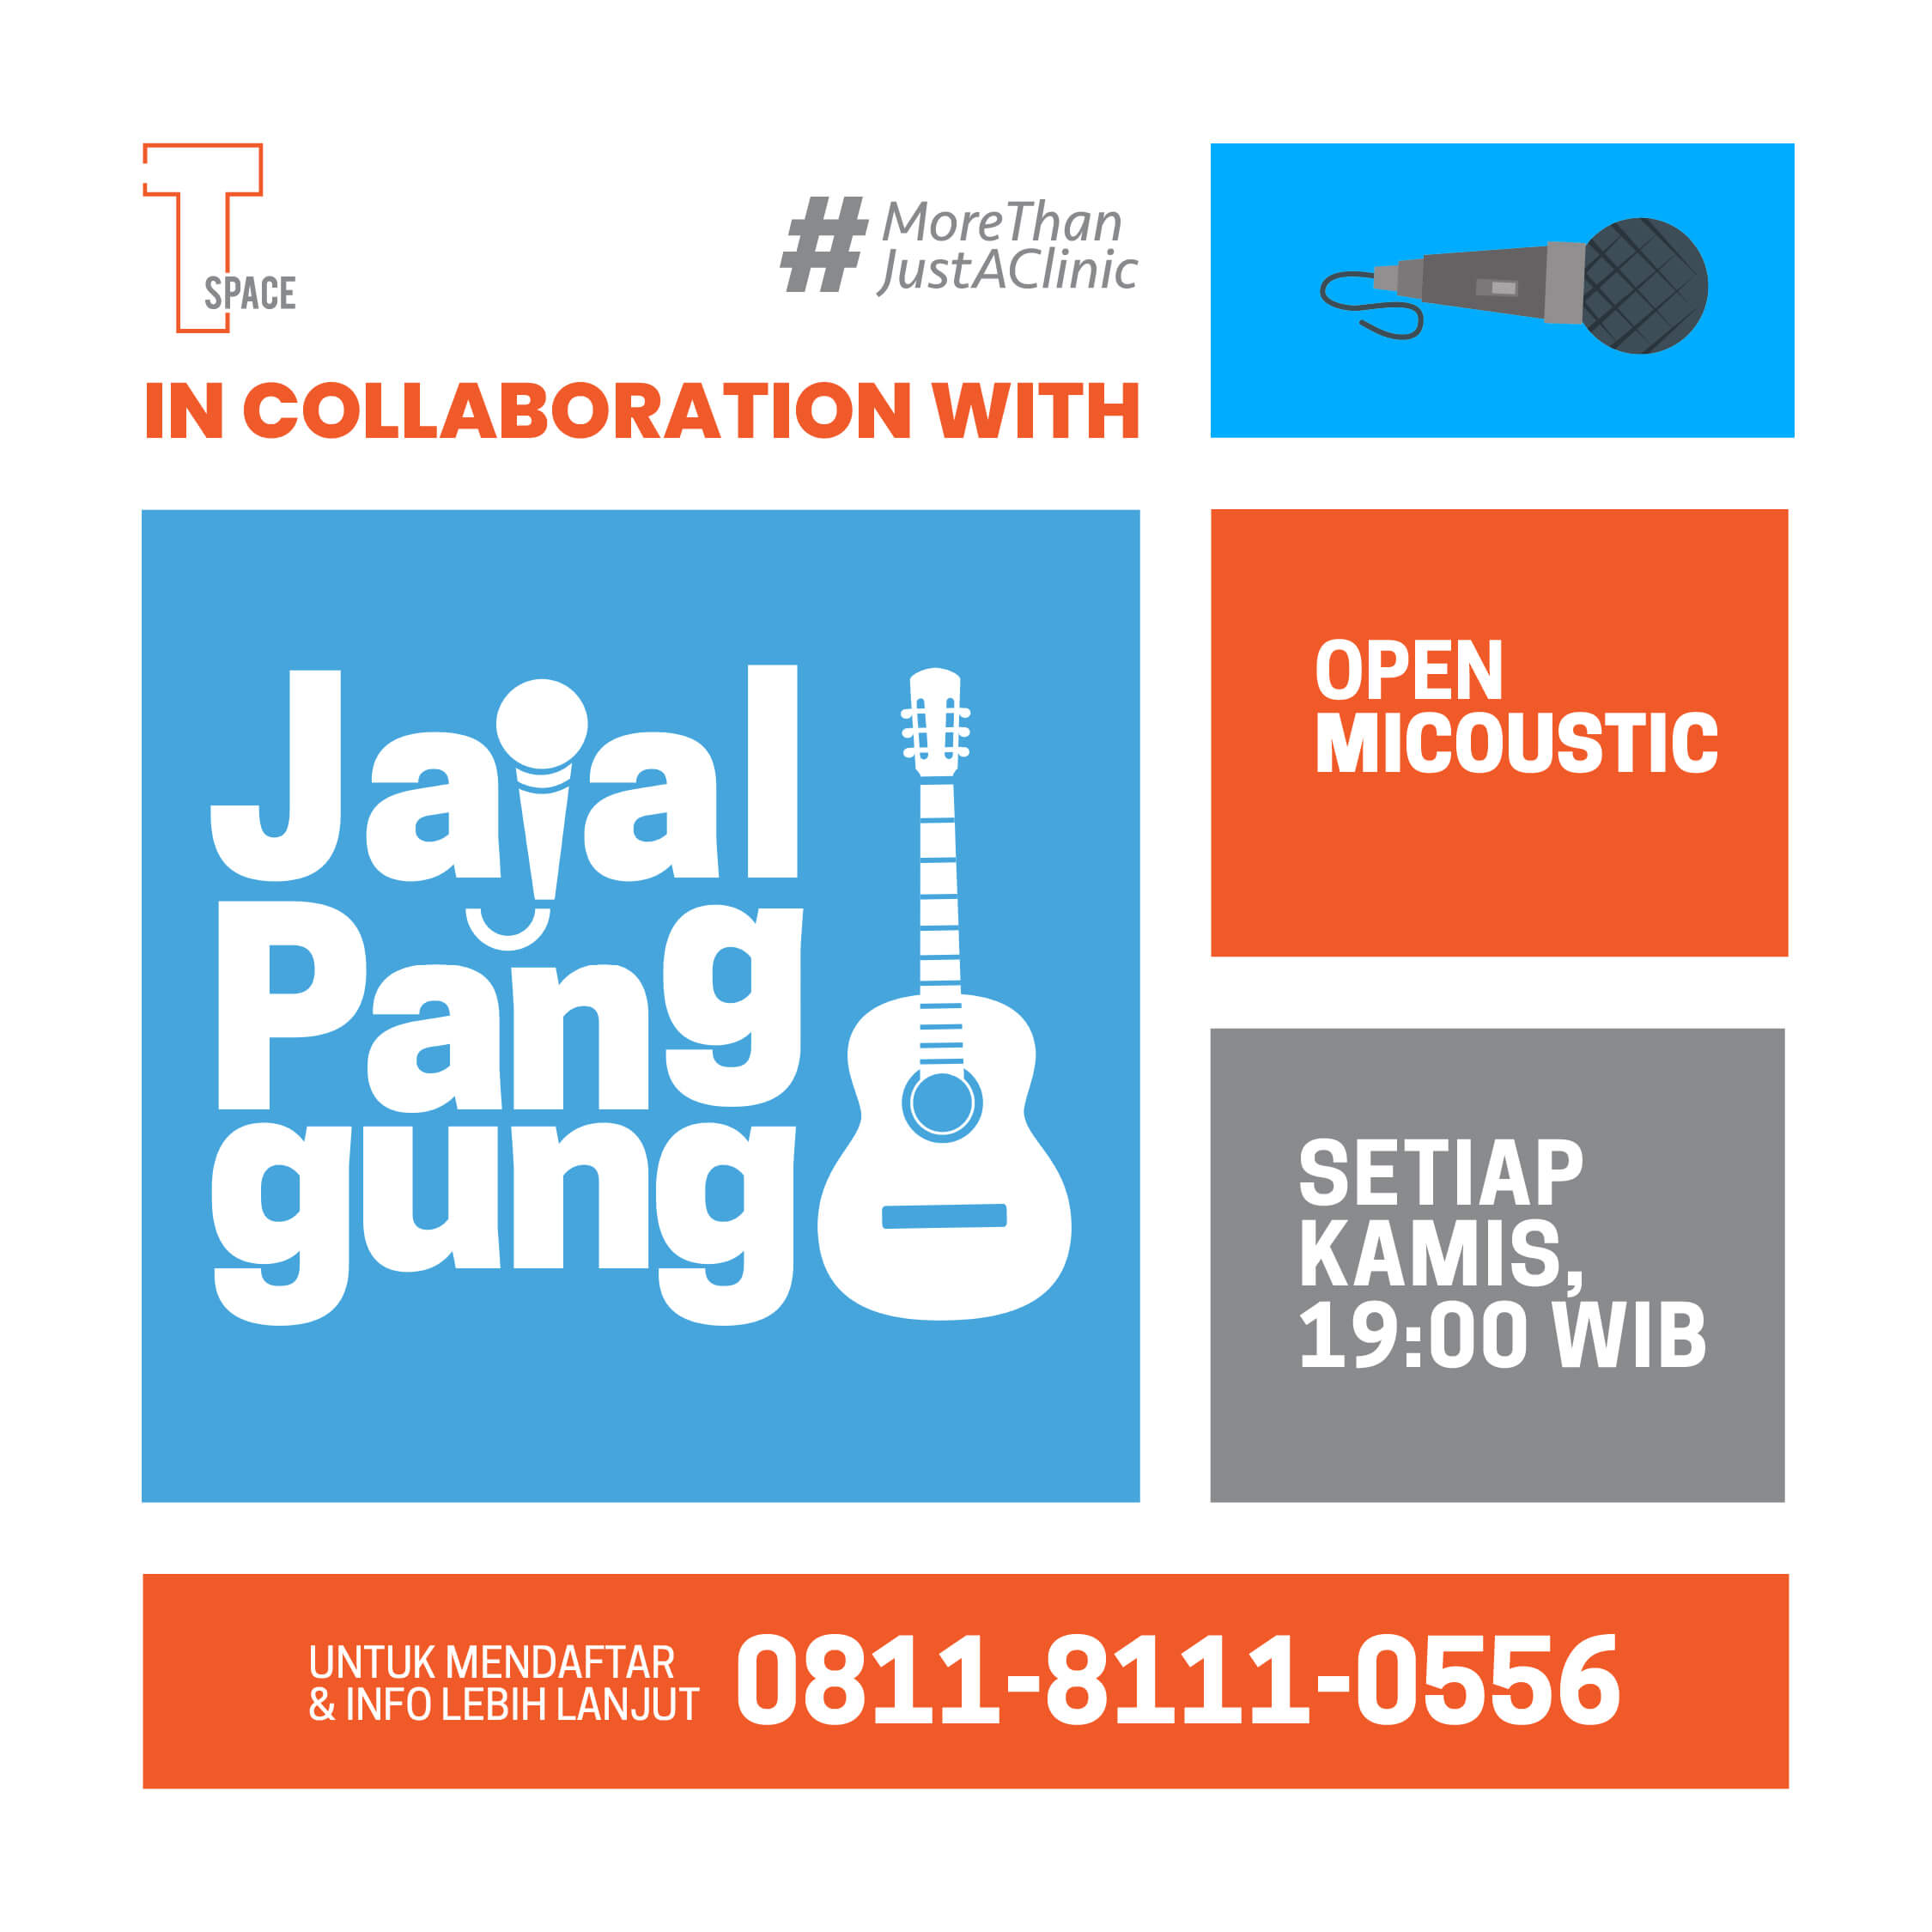 T
SPACE
#MoreThan
JustAClinic
IN COLLABORATION WITH
Jajal
Pang
gung
OPEN
MICOUSTIC
SETIAP
KAMIS,
19:00 WIB
UNTUK MENDAFTAR
& INFO LEBIH LANJUT
0811-8111-0556